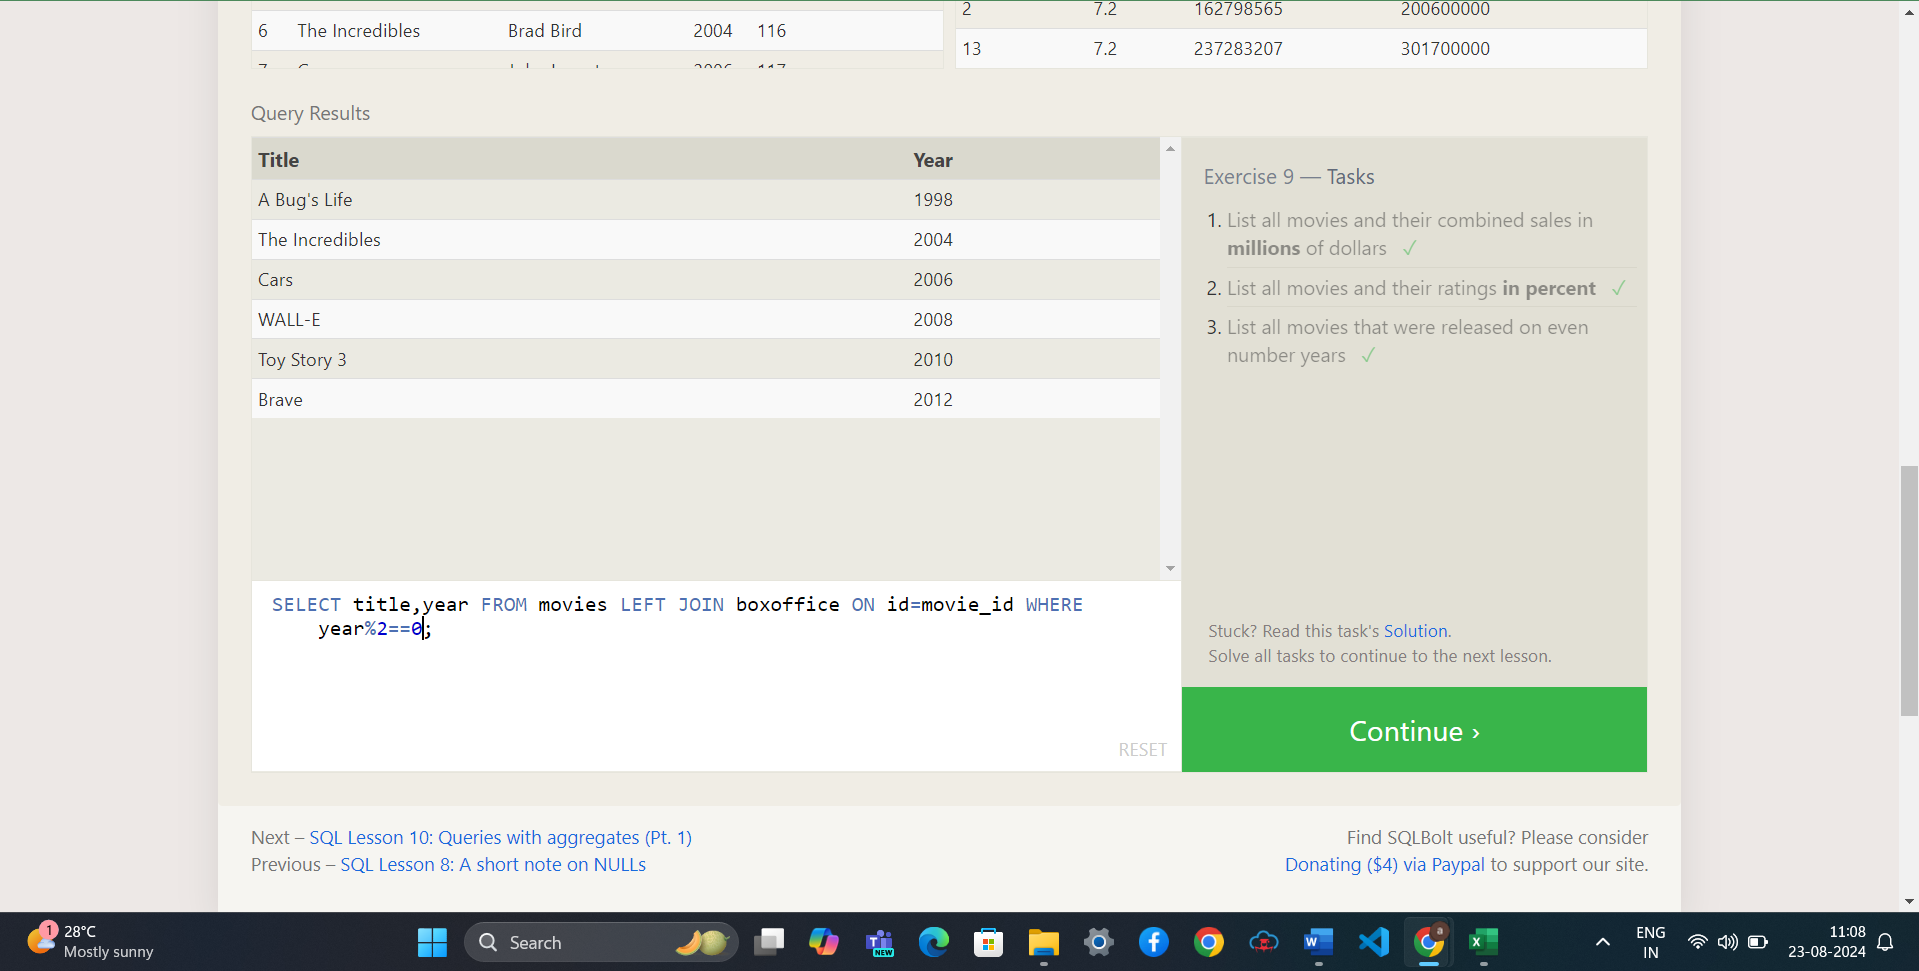 2 7.2 162798565 200600000
6 The Incredibles Brad Bird 2004 116
13 7.2 237283207 301700000
Query Results
Title Year
A Bug's Life 1998
The Incredibles 2004
Cars 2006
WALL-E 2008
Toy Story 3 2010
Brave 2012
Exercise 9 — Tasks
1. List all movies and their combined sales in
millions of dollars ✓
2. List all movies and their ratings in percent ✓
3. List all movies that were released on even
number years ✓
SELECT title,year FROM movies LEFT JOIN boxoffice ON id=movie_id WHERE
year%2==0;
RESET
Stuck? Read this task's Solution.
Solve all tasks to continue to the next lesson.
Continue ›
Next – SQL Lesson 10: Queries with aggregates (Pt. 1)
Previous – SQL Lesson 8: A short note on NULLs
Find SQLBolt useful? Please consider
Donating ($4) via Paypal to support our site.
1
28°C
Mostly sunny
Search
NEW
a
ENG
IN
11:08
23-08-2024